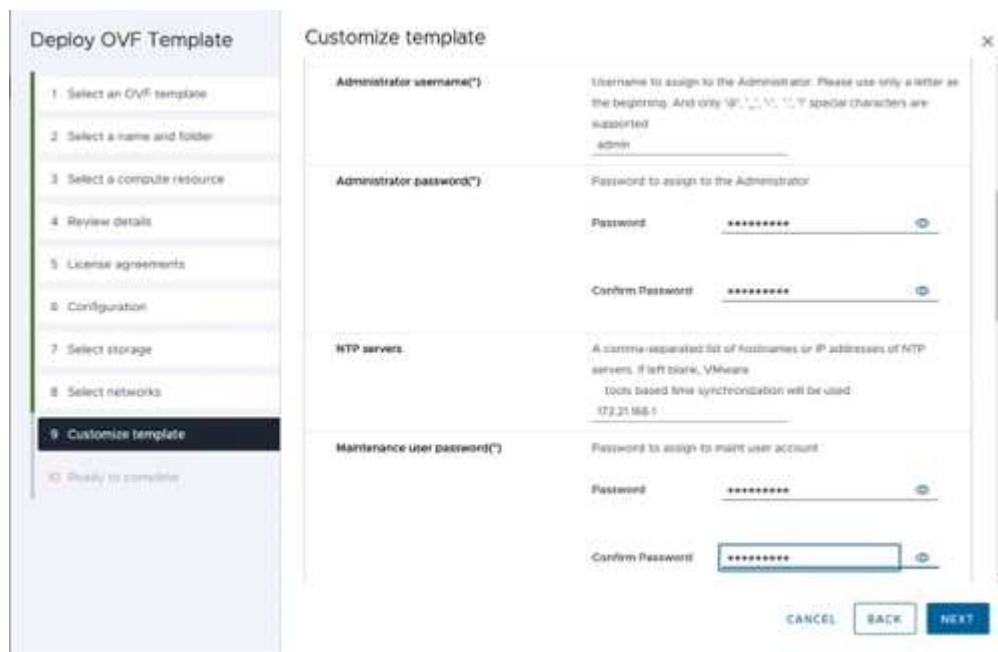 Deploy OVF Template
1 Select an OVF template
2 Select a name and folder
3 Select a compute resource
4 Review details
5 License agreements
6 Configuration
7 Select storage
8 Select networks
9 Customize template
10 Ready to complete
Customize template
Administrator username(*)
Username to assign to the Administrator. Please use only a letter as
the beginning. And only special characters are
supported
admin
Administrator password(*)
Password to assign to the Administrator
Password
•••••••••
Confirm Password
•••••••••
NTP servers
A comma-separated list of hostnames or IP addresses of NTP
servers. If left blank, VMware
tools based time synchronization will be used
172.21.166.1
Maintenance user password(*)
Password to assign to maint user account
Password
•••••••••
Confirm Password
•••••••••
CANCEL
BACK
NEXT